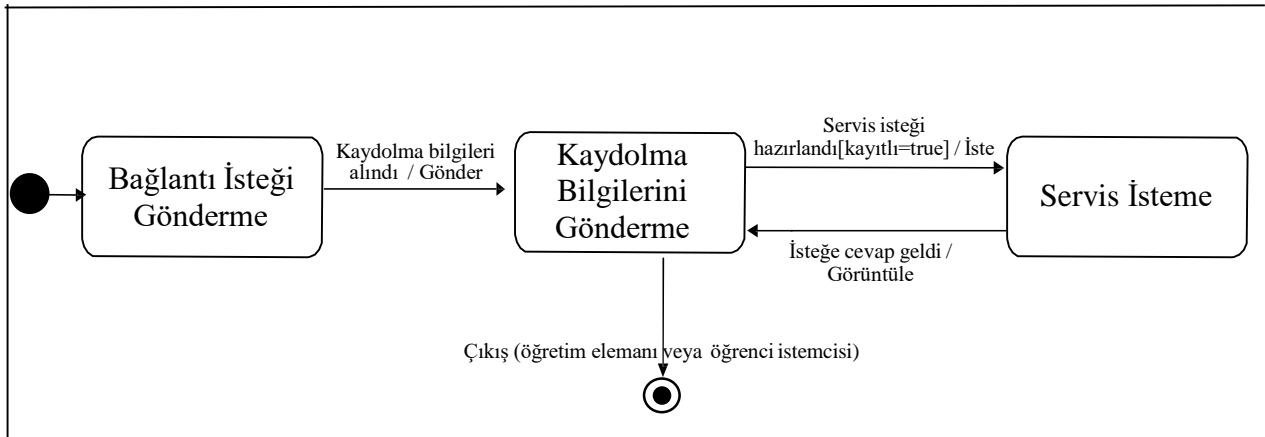 Bağlantı İsteği
Gönderme
Kaydolma bilgileri
alındı / Gönder
Kaydolma
Bilgilerini
Gönderme
Servis isteği
hazırlandı[kayıtlı=true] / İste
Servis İsteme
İsteğe cevap geldi /
Görüntüle
Çıkış (öğretim elemanı veya öğrenci istemcisi)